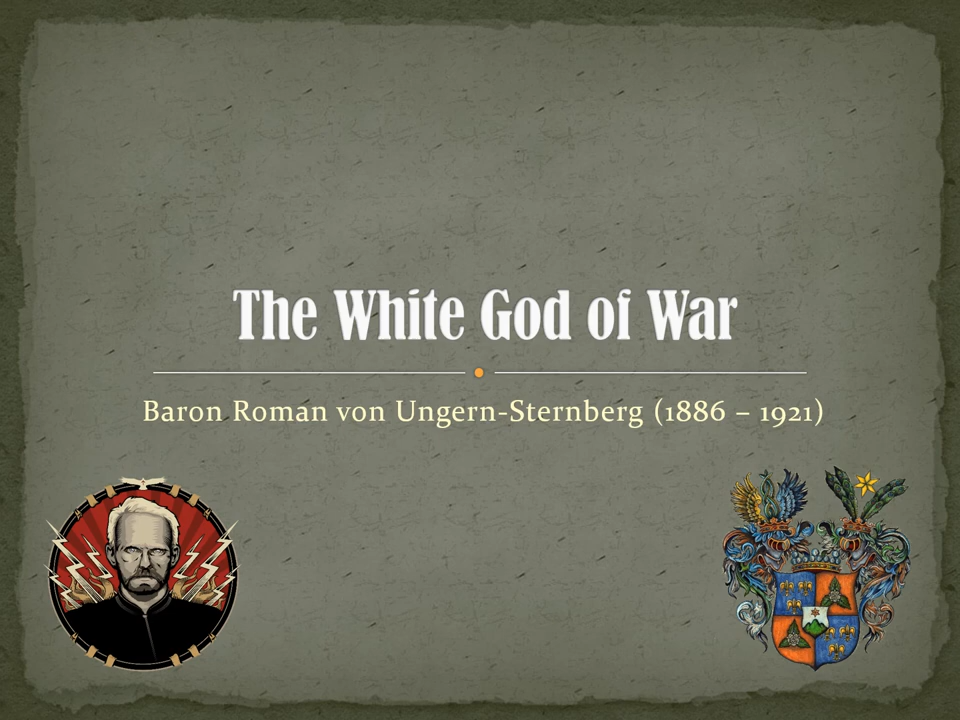 The White God of War
Baron Roman von Ungern-Sternberg (1886 – 1921)